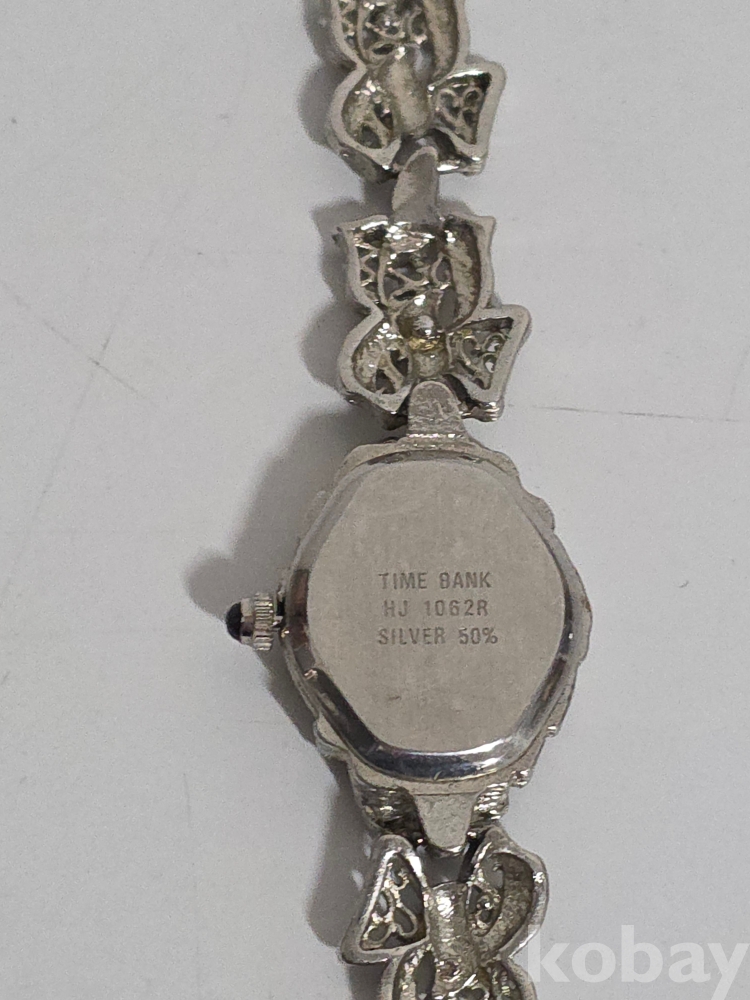 TIME BANK
HJ 1062R
SILVER 50%
kobay